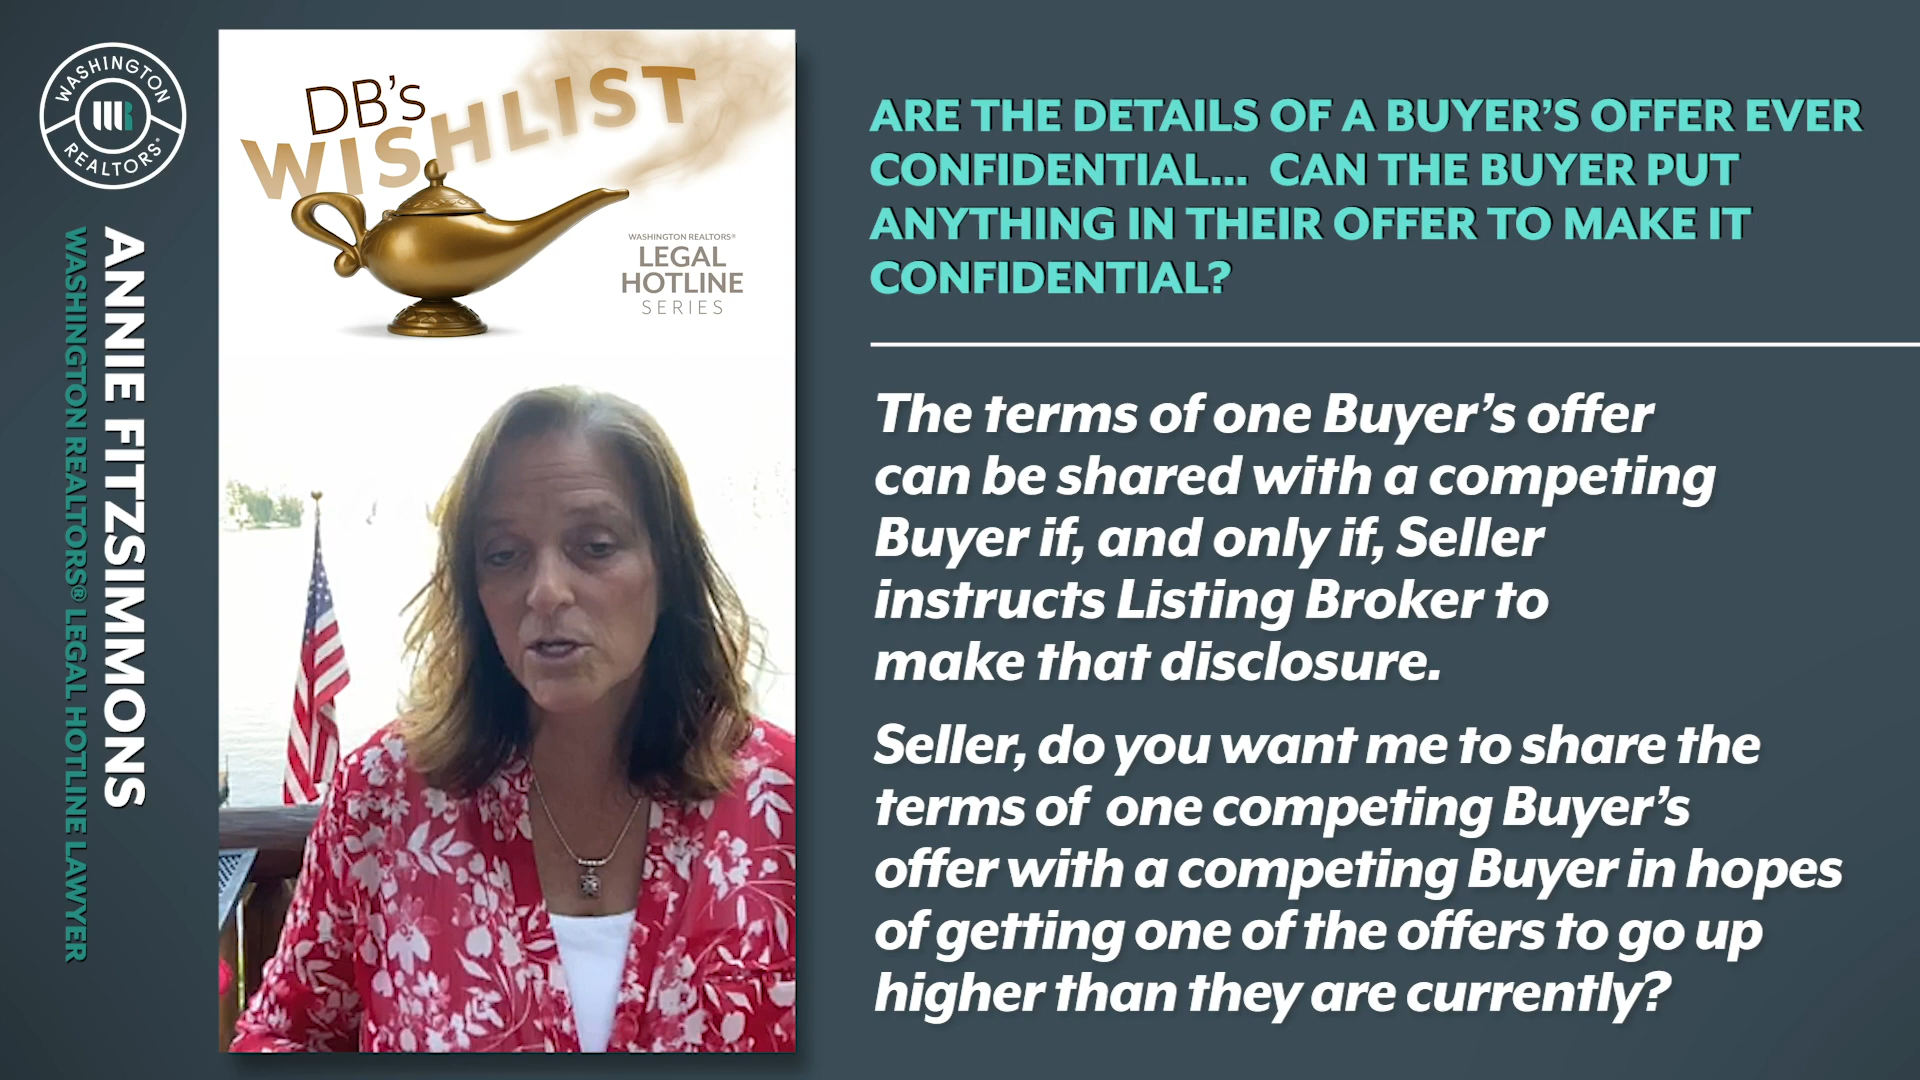 WASHINGTON
REALTORS®
ANNIE FITZSIMMONS
WASHINGTON REALTORS® LEGAL HOTLINE LAWYER
DB's
WISHLIST
WASHINGTON REALTORS®
LEGAL
HOTLINE
SERIES
ARE THE DETAILS OF A BUYER'S OFFER EVER
CONFIDENTIAL... CAN THE BUYER PUT
ANYTHING IN THEIR OFFER TO MAKE IT
CONFIDENTIAL?
The terms of one Buyer's offer
can be shared with a competing
Buyer if, and only if, Seller
instructs Listing Broker to
make that disclosure.
Seller, do you want me to share the
terms of one competing Buyer's
offer with a competing Buyer in hopes
of getting one of the offers to go up
higher than they are currently?